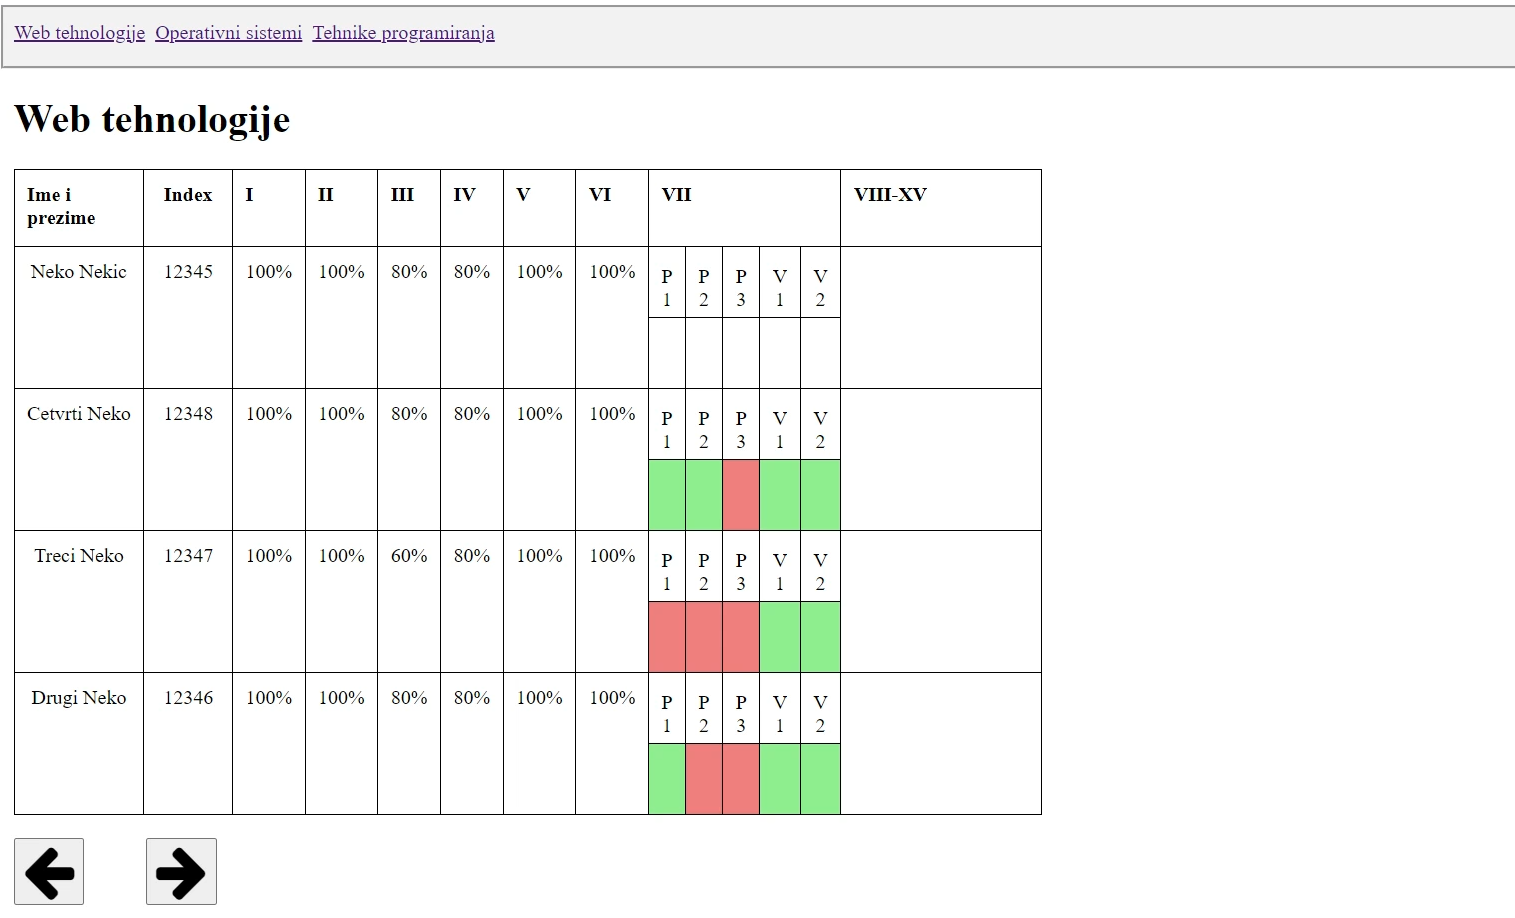 Web tehnologije Operativni sistemi Tehnike programiranja
Web tehnologije
Ime i prezime Index I II III IV V VI VII VIII-XV
Neko Nekic 12345 100% 100% 80% 80% 100% 100% P 1 P 2 P 3 V 1 V 2
Cetvrti Neko 12348 100% 100% 80% 80% 100% 100% P 1 P 2 P 3 V 1 V 2
Treci Neko 12347 100% 100% 60% 80% 100% 100% P 1 P 2 P 3 V 1 V 2
Drugi Neko 12346 100% 100% 80% 80% 100% 100% P 1 P 2 P 3 V 1 V 2